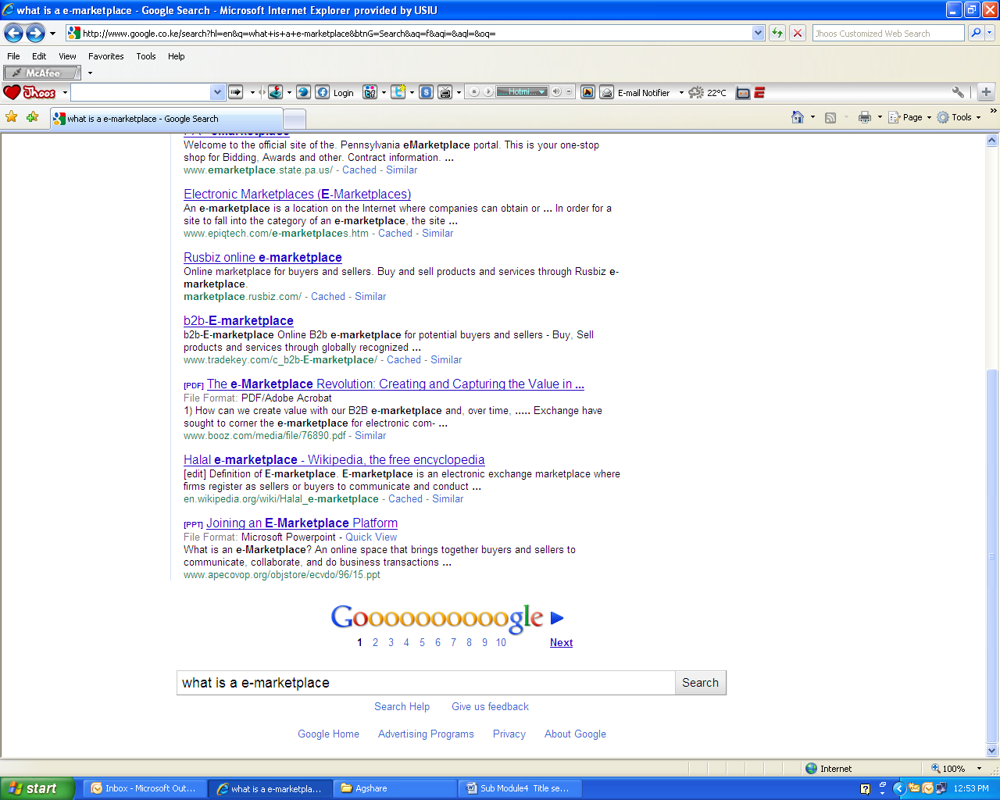 what is a e-marketplace - Google Search - Microsoft Internet Explorer provided by USIU
http://www.google.co.ke/search?hl=en&q=what+is+a+e-marketplace&btnG=Search&aq=f&aqi=&aql=&oq=
Jhoos Customized Web Search
File Edit View Favorites Tools Help
McAfee
Jhoos Login Hotmi... E-mail Notifier 22°C
what is a e-marketplace - Google Search Page Tools
Welcome to the official site of the. Pennsylvania eMarketplace portal. This is your one-stop
shop for Bidding, Awards and other. Contract information. ...
www.emarketplace.state.pa.us/ - Cached - Similar
Electronic Marketplaces (E-Marketplaces)
An e-marketplace is a location on the Internet where companies can obtain or ... In order for a
site to fall into the category of an e-marketplace, the site ...
www.epiqtech.com/e-marketplaces.htm - Cached - Similar
Rusbiz online e-marketplace
Online marketplace for buyers and sellers. Buy and sell products and services through Rusbiz e-
marketplace.
marketplace.rusbiz.com/ - Cached - Similar
b2b-E-marketplace
b2b-E-marketplace Online B2b e-marketplace for potential buyers and sellers - Buy, Sell
products and services through globally recognized ...
www.tradekey.com/c_b2b-E-marketplace/ - Cached - Similar
[PDF] The e-Marketplace Revolution: Creating and Capturing the Value in ...
File Format: PDF/Adobe Acrobat
1) How can we create value with our B2B e-marketplace and, over time, ..... Exchange have
sought to corner the e-marketplace for electronic com- ...
www.booz.com/media/file/76890.pdf - Similar
Halal e-marketplace - Wikipedia, the free encyclopedia
[edit] Definition of E-marketplace. E-marketplace is an electronic exchange marketplace where
firms register as sellers or buyers to communicate and conduct ...
en.wikipedia.org/wiki/Halal_e-marketplace - Cached - Similar
[PPT] Joining an E-Marketplace Platform
File Format: Microsoft Powerpoint - Quick View
What is an e-Marketplace? An online space that brings together buyers and sellers to
communicate, collaborate, and do business transactions ...
www.apecovop.org/objstore/ecvdo/96/15.ppt
Goooooooooogle
1 2 3 4 5 6 7 8 9 10 Next
what is a e-marketplace Search
Search Help Give us feedback
Google Home Advertising Programs Privacy About Google
Internet 100%
start Inbox - Microsoft Out... what is a e-marketpla... Agshare Sub Module4 Title se... 12:53 PM